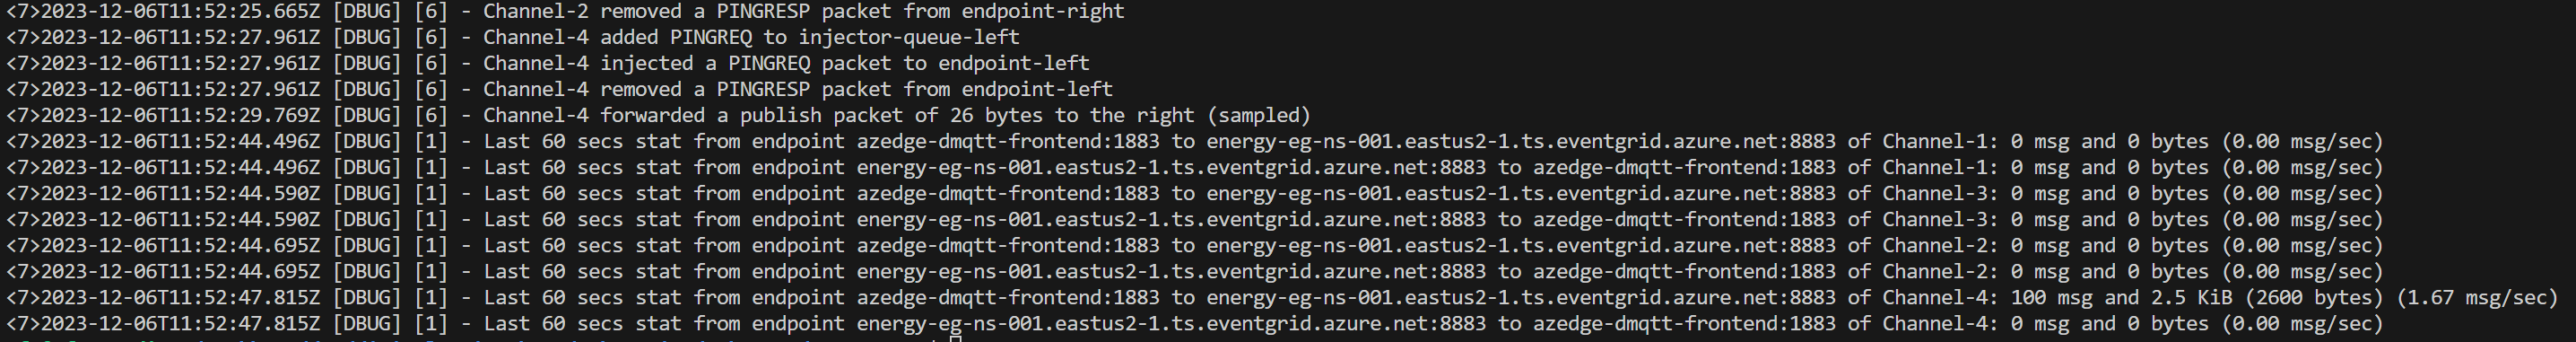 <7>2023-12-06T11:52:25.665Z [DBUG] [6] - Channel-2 removed a PINGRESP packet from endpoint-right
<7>2023-12-06T11:52:27.961Z [DBUG] [6] - Channel-4 added PINGREQ to injector-queue-left
<7>2023-12-06T11:52:27.961Z [DBUG] [6] - Channel-4 injected a PINGREQ packet to endpoint-left
<7>2023-12-06T11:52:27.961Z [DBUG] [6] - Channel-4 removed a PINGRESP packet from endpoint-left
<7>2023-12-06T11:52:29.769Z [DBUG] [6] - Channel-4 forwarded a publish packet of 26 bytes to the right (sampled)
<7>2023-12-06T11:52:44.496Z [DBUG] [1] - Last 60 secs stat from endpoint azedge-dmqtt-frontend:1883 to energy-eg-ns-001.eastus2-1.ts.eventgrid.azure.net:8883 of Channel-1: 0 msg and 0 bytes (0.00 msg/sec)
<7>2023-12-06T11:52:44.496Z [DBUG] [1] - Last 60 secs stat from endpoint energy-eg-ns-001.eastus2-1.ts.eventgrid.azure.net:8883 to azedge-dmqtt-frontend:1883 of Channel-1: 0 msg and 0 bytes (0.00 msg/sec)
<7>2023-12-06T11:52:44.590Z [DBUG] [1] - Last 60 secs stat from endpoint azedge-dmqtt-frontend:1883 to energy-eg-ns-001.eastus2-1.ts.eventgrid.azure.net:8883 of Channel-3: 0 msg and 0 bytes (0.00 msg/sec)
<7>2023-12-06T11:52:44.590Z [DBUG] [1] - Last 60 secs stat from endpoint energy-eg-ns-001.eastus2-1.ts.eventgrid.azure.net:8883 to azedge-dmqtt-frontend:1883 of Channel-3: 0 msg and 0 bytes (0.00 msg/sec)
<7>2023-12-06T11:52:44.695Z [DBUG] [1] - Last 60 secs stat from endpoint azedge-dmqtt-frontend:1883 to energy-eg-ns-001.eastus2-1.ts.eventgrid.azure.net:8883 of Channel-2: 0 msg and 0 bytes (0.00 msg/sec)
<7>2023-12-06T11:52:44.695Z [DBUG] [1] - Last 60 secs stat from endpoint energy-eg-ns-001.eastus2-1.ts.eventgrid.azure.net:8883 to azedge-dmqtt-frontend:1883 of Channel-2: 0 msg and 0 bytes (0.00 msg/sec)
<7>2023-12-06T11:52:47.815Z [DBUG] [1] - Last 60 secs stat from endpoint azedge-dmqtt-frontend:1883 to energy-eg-ns-001.eastus2-1.ts.eventgrid.azure.net:8883 of Channel-4: 100 msg and 2.5 KiB (2600 bytes) (1.67 msg/sec)
<7>2023-12-06T11:52:47.815Z [DBUG] [1] - Last 60 secs stat from endpoint energy-eg-ns-001.eastus2-1.ts.eventgrid.azure.net:8883 to azedge-dmqtt-frontend:1883 of Channel-4: 0 msg and 0 bytes (0.00 msg/sec)